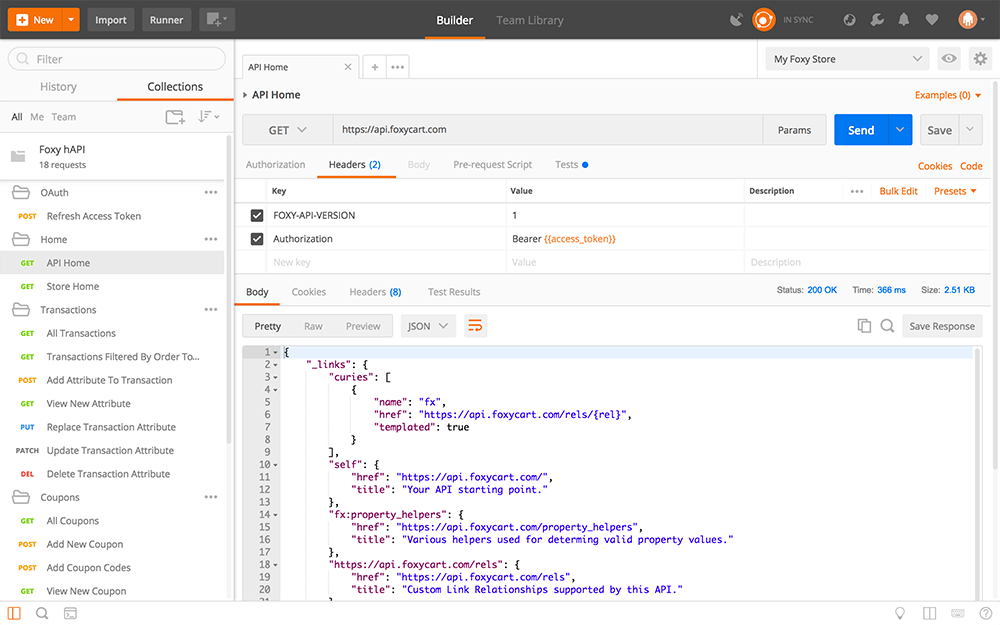 New Import Runner Builder Team Library IN SYNC
Filter
History Collections
All Me Team
Foxy hAPI
18 requests
OAuth
POST Refresh Access Token
Home
GET API Home
GET Store Home
Transactions
GET All Transactions
GET Transactions Filtered By Order To...
POST Add Attribute To Transaction
GET View New Attribute
PUT Replace Transaction Attribute
PATCH Update Transaction Attribute
DEL Delete Transaction Attribute
Coupons
GET All Coupons
POST Add New Coupon
POST Add Coupon Codes
GET View New Coupon
API Home
My Foxy Store
API Home Examples (0)
GET https://api.foxycart.com Params Send Save
Authorization Headers (2) Body Pre-request Script Tests Cookies Code
Key Value Description Bulk Edit Presets
FOXY-API-VERSION 1
Authorization Bearer {{access_token}}
New key Value Description
Body Cookies Headers (8) Test Results Status: 200 OK Time: 366 ms Size: 2.51 KB
Pretty Raw Preview JSON Save Response
1 {
2 "_links": {
3 "curies": [
4 {
5 "name": "fx",
6 "href": "https://api.foxycart.com/rels/{rel}",
7 "templated": true
8 }
9 ],
10 "self": {
11 "href": "https://api.foxycart.com/",
12 "title": "Your API starting point."
13 },
14 "fx:property_helpers": {
15 "href": "https://api.foxycart.com/property_helpers",
16 "title": "Various helpers used for determing valid property values."
17 },
18 "https://api.foxycart.com/rels": {
19 "href": "https://api.foxycart.com/rels",
20 "title": "Custom Link Relationships supported by this API."